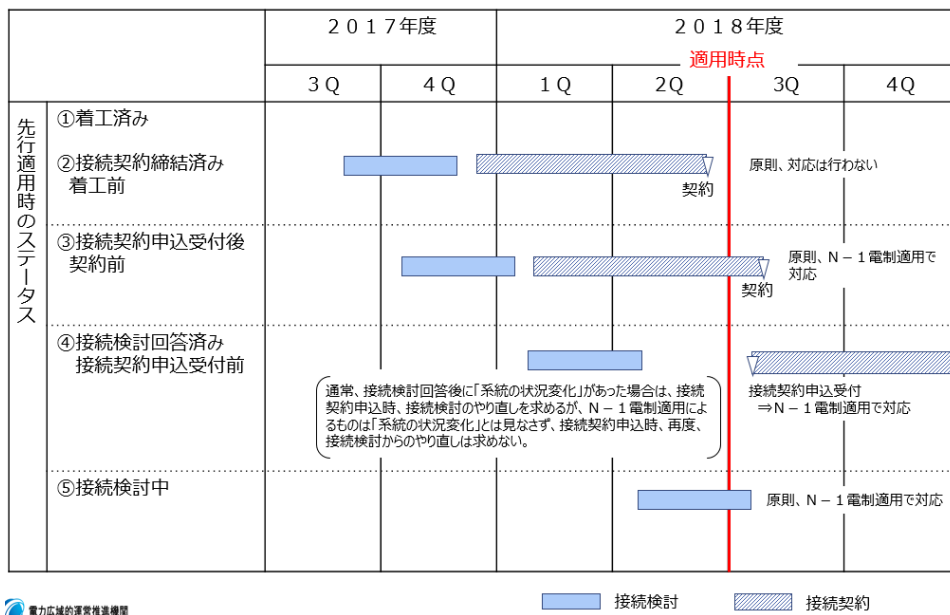 ２０１７年度
２０１８年度
適用時点
３Ｑ
４Ｑ
１Ｑ
２Ｑ
３Ｑ
４Ｑ
先行適用時のステータス
①着工済み
②接続契約締結済み
着工前
契約
原則、対応は行わない
③接続契約申込受付後
契約前
契約
原則、Ｎ－１電制適用で
対応
④接続検討回答済み
接続契約申込受付前
通常、接続検討回答後に「系統の状況変化」があった場合は、接続
契約申込時、接続検討のやり直しを求めるが、Ｎ－１電制適用によ
るものは「系統の状況変化」とは見なさず、接続契約申込時、再度、
接続検討からのやり直しは求めない。
接続契約申込受付
⇒Ｎ－１電制適用で対応
⑤接続検討中
原則、Ｎ－１電制適用で対応
接続検討
接続契約
電力広域的運営推進機関